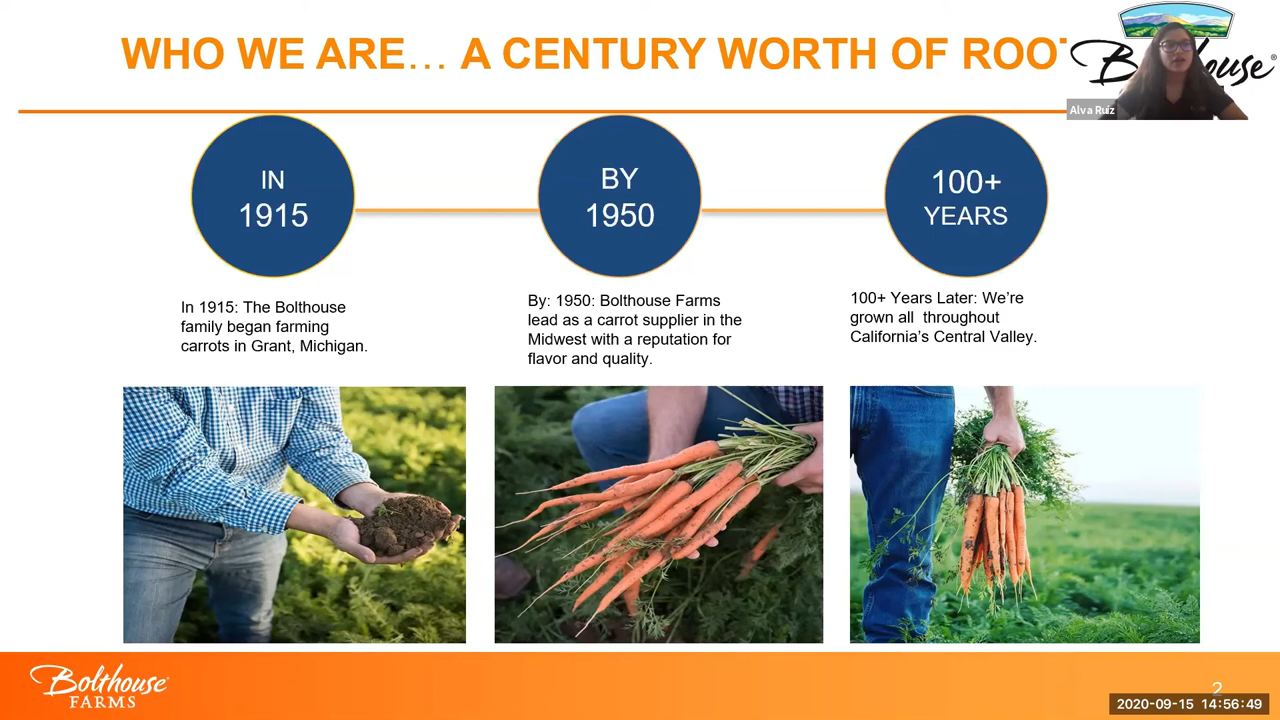 WHO WE ARE… A CENTURY WORTH OF
Alva Ruiz
IN
1915
BY
1950
100+
YEARS
In 1915: The Bolthouse
family began farming
carrots in Grant, Michigan.
By: 1950: Bolthouse Farms
lead as a carrot supplier in the
Midwest with a reputation for
flavor and quality.
100+ Years Later: We’re
grown all throughout
California’s Central Valley.
Bolthouse®
FARMS
2
2020-09-15 14:56:49